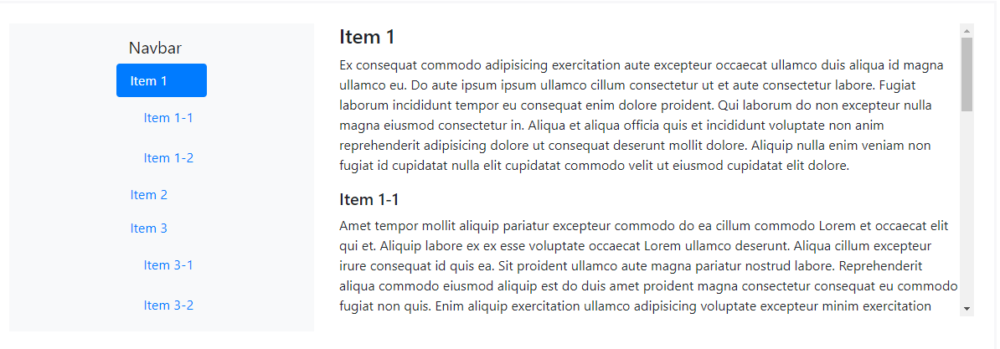 Navbar
Item 1
Item 1-1
Item 1-2
Item 2
Item 3
Item 3-1
Item 3-2
Item 1
Ex consequat commodo adipisicing exercitation aute excepteur occaecat ullamco duis aliqua id magna
ullamco eu. Do aute ipsum ipsum ullamco cillum consectetur ut et aute consectetur labore. Fugiat
laborum incididunt tempor eu consequat enim dolore proident. Qui laborum do non excepteur nulla
magna eiusmod consectetur in. Aliqua et aliqua officia quis et incididunt voluptate non anim
reprehenderit adipisicing dolore ut consequat deserunt mollit dolore. Aliquip nulla enim veniam non
fugiat id cupidatat nulla elit cupidatat commodo velit ut eiusmod cupidatat elit dolore.
Item 1-1
Amet tempor mollit aliquip pariatur excepteur commodo do ea cillum commodo Lorem et occaecat elit
qui et. Aliquip labore ex ex esse voluptate occaecat Lorem ullamco deserunt. Aliqua cillum excepteur
irure consequat id quis ea. Sit proident ullamco aute magna pariatur nostrud labore. Reprehenderit
aliqua commodo eiusmod aliquip est do duis amet proident magna consectetur consequat eu commodo
fugiat non quis. Enim aliquip exercitation ullamco adipisicing voluptate excepteur minim exercitation